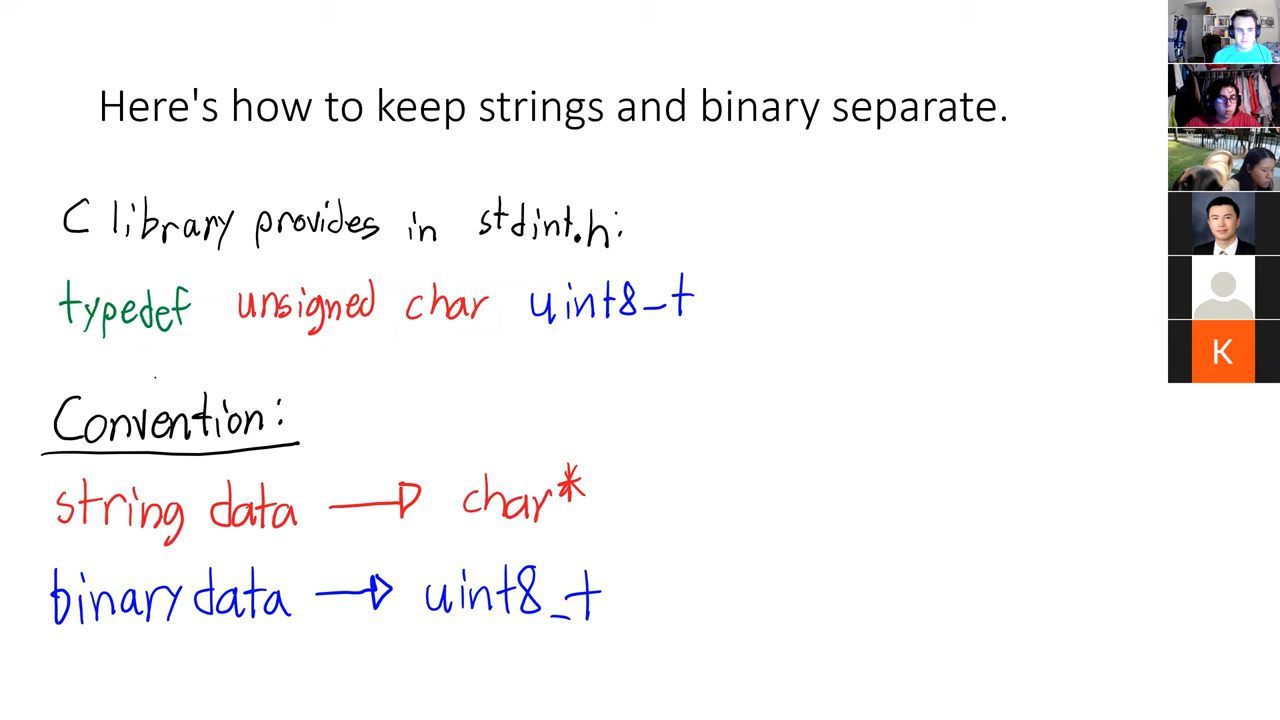 Here's how to keep strings and binary separate.
C library provides in stdint.h:
typedef unsigned char uint8_t
Convention:
string data → char*
binary data → uint8_t
K